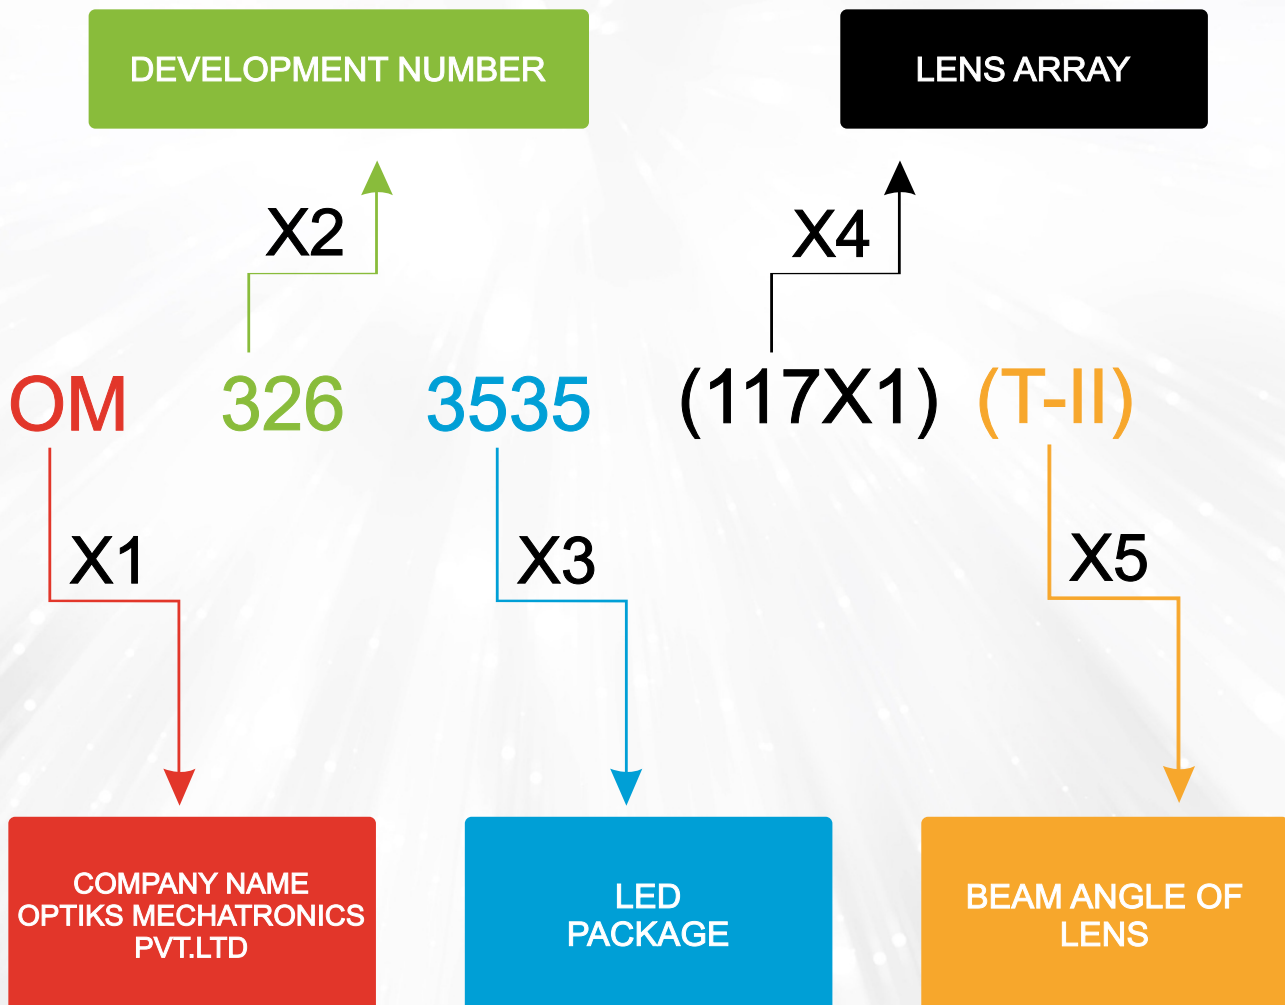 DEVELOPMENT NUMBER
LENS ARRAY
X2
X4
OM 326 3535 (117X1) (T-II)
X1
X3
X5
COMPANY NAME
OPTIKS MECHATRONICS
PVT.LTD
LED
PACKAGE
BEAM ANGLE OF
LENS